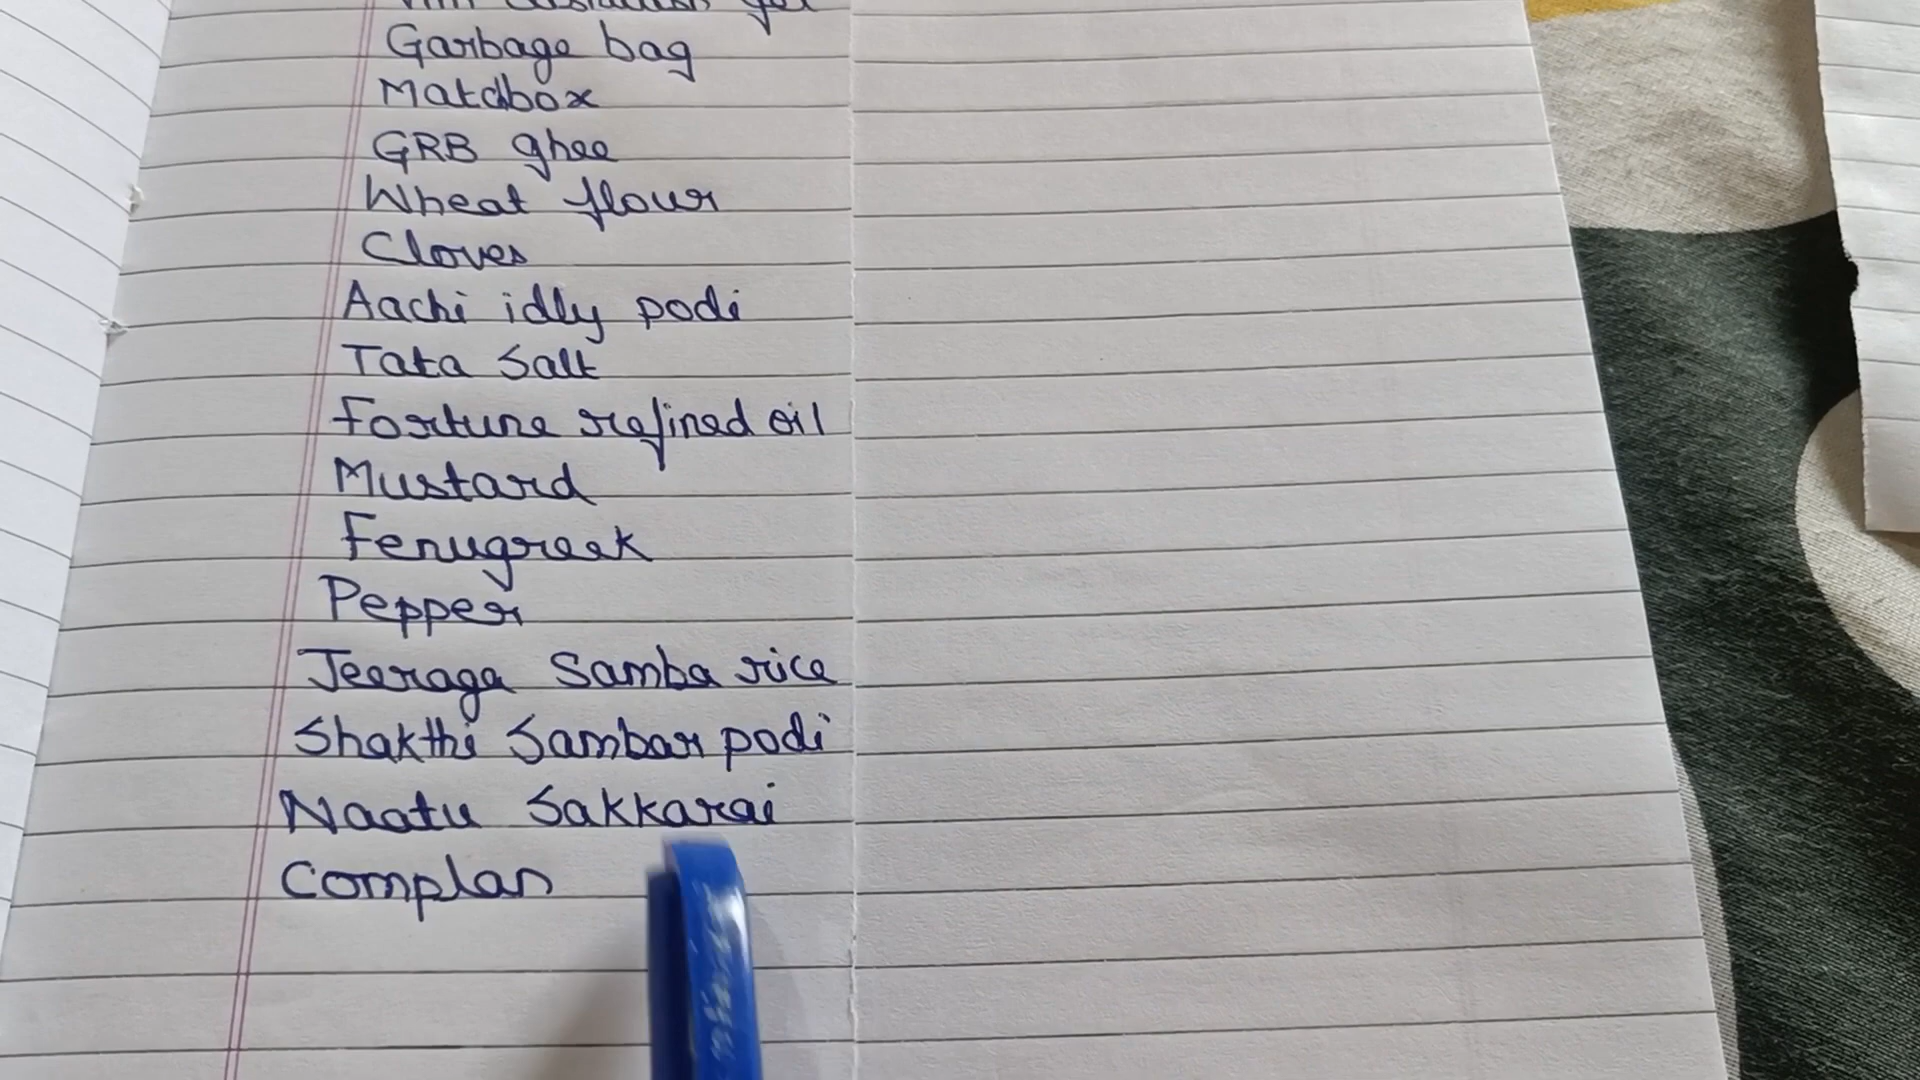 Garbage bag
Matchbox
GRB ghee
Wheat flour
Cloves
Aachi idly podi
Tata Salt
Fortune refined oil
Mustard
Fenugreek
Pepper
Jeeraga Samba rice
Shakthi Sambar podi
Naatu Sakkarai
Complan